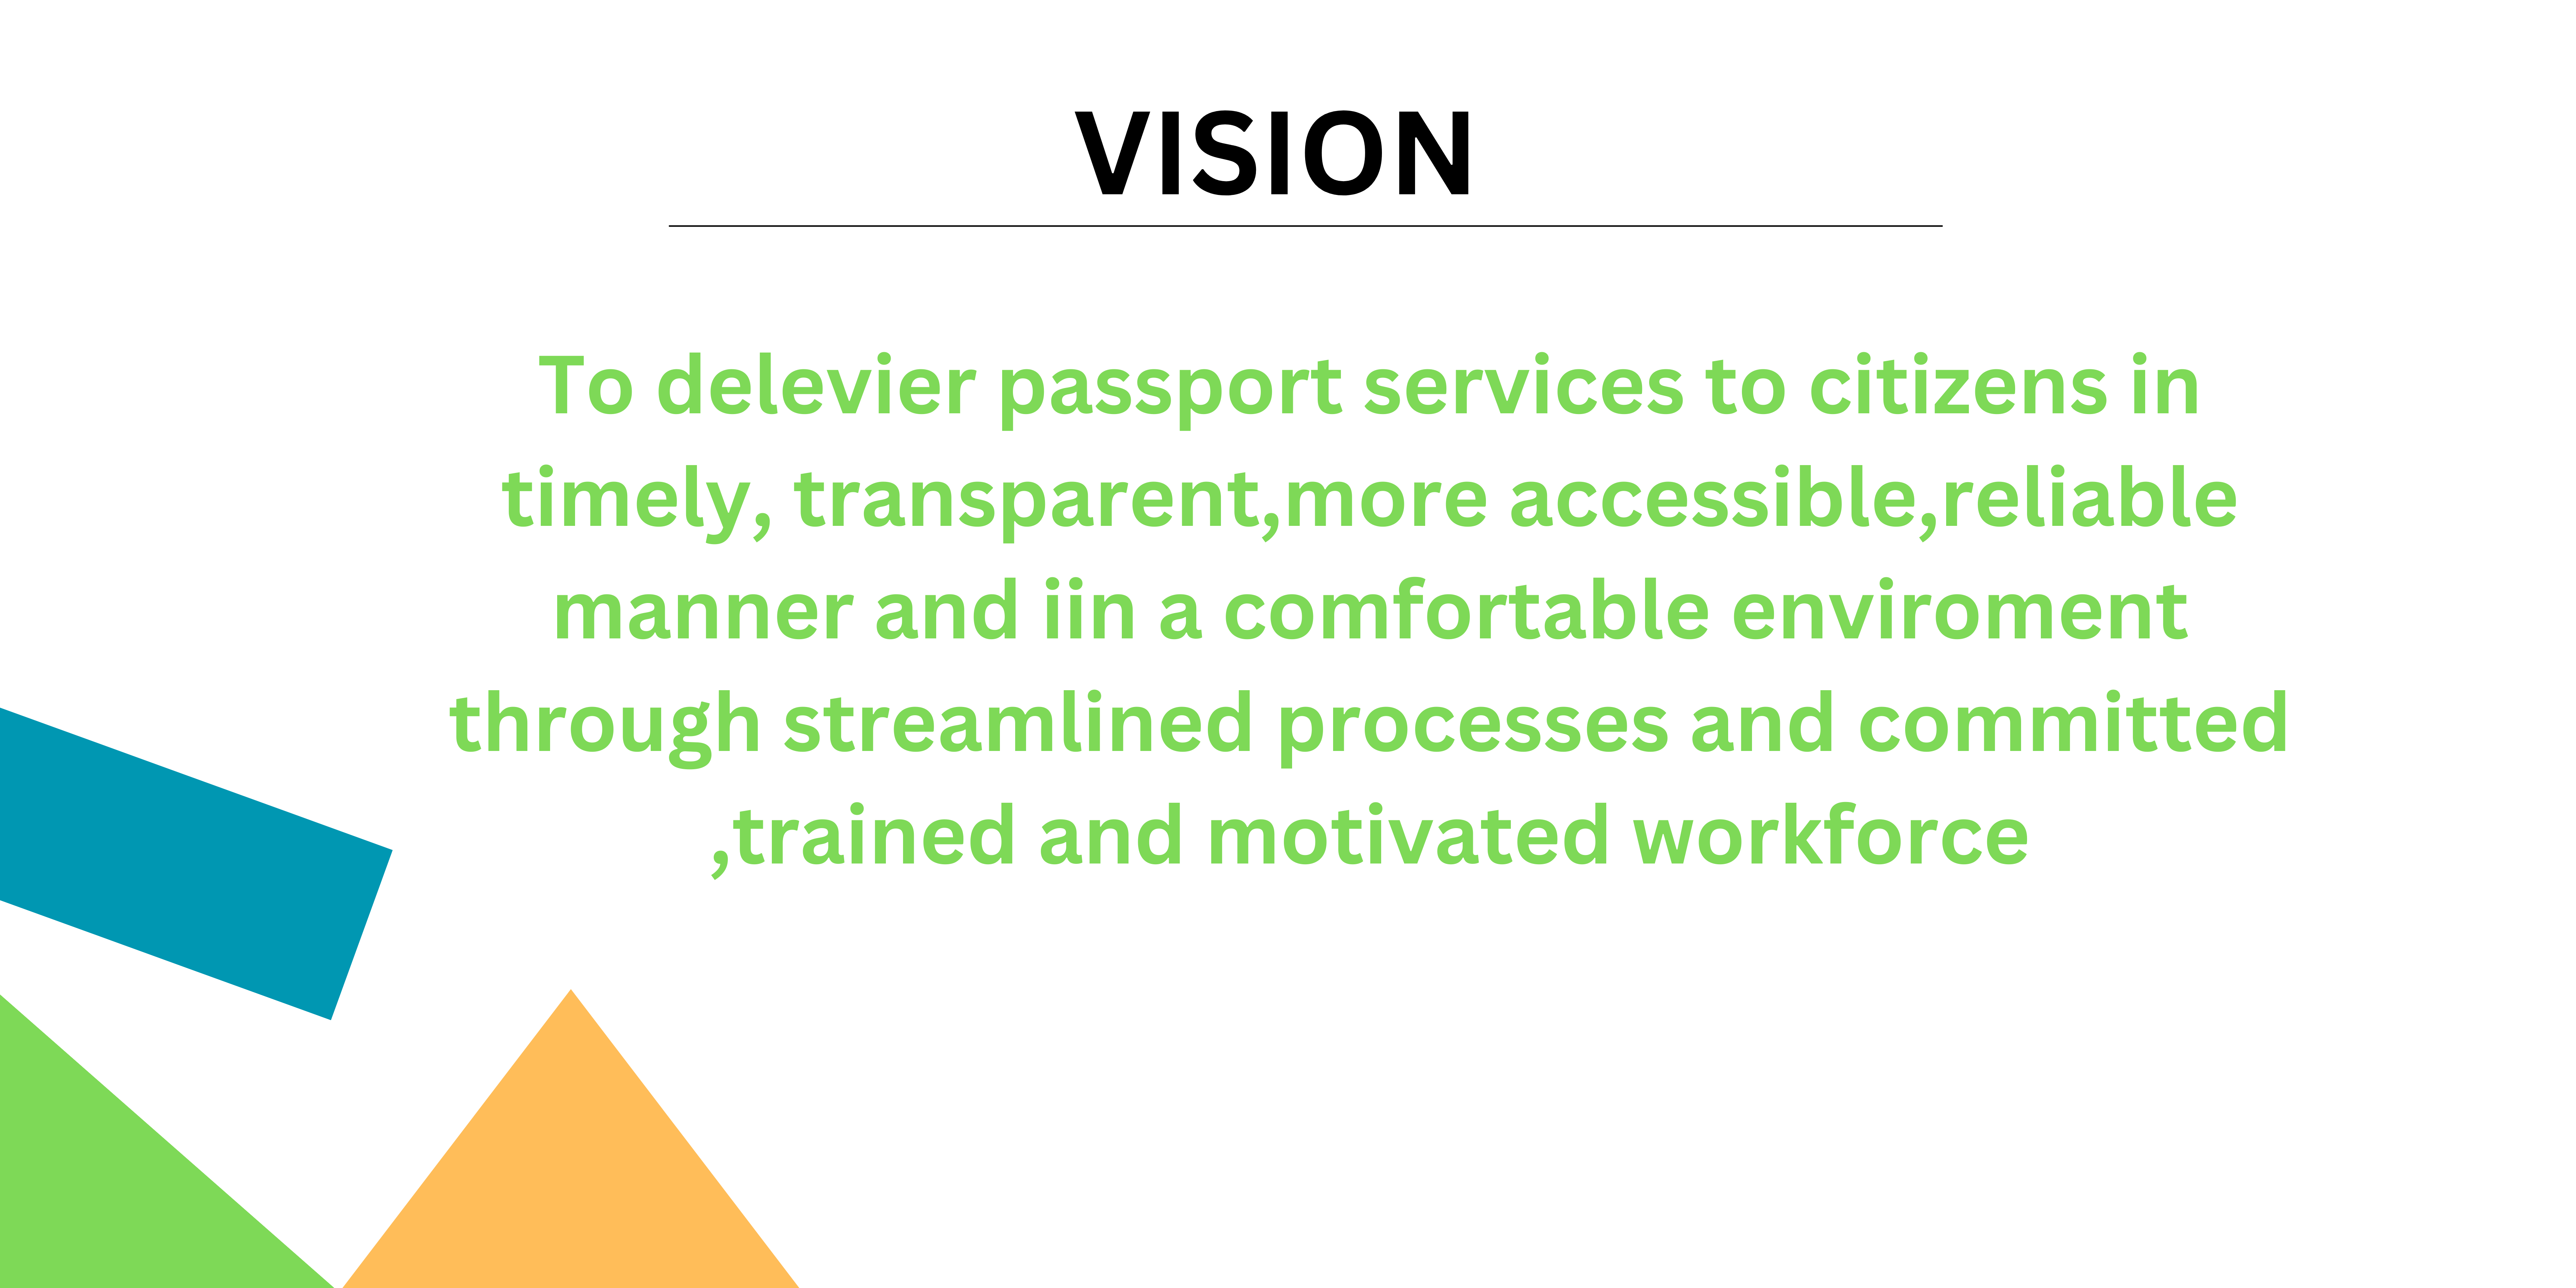 VISION
To delevier passport services to citizens in
timely, transparent,more accessible,reliable
manner and iin a comfortable enviroment
through streamlined processes and committed
,trained and motivated workforce